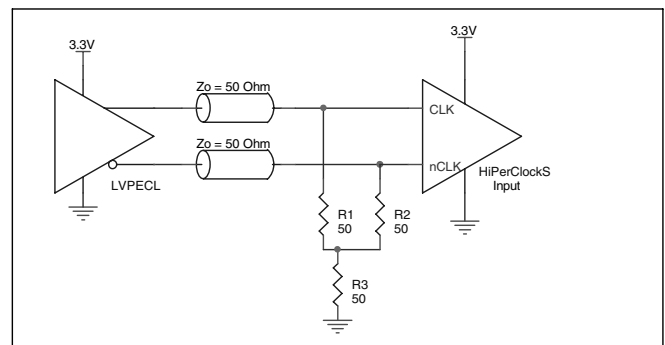 3.3V
3.3V
Zo = 50 Ohm
CLK
Zo = 50 Ohm
nCLK
LVPECL
HiPerClockS
Input
R1
50
R2
50
R3
50